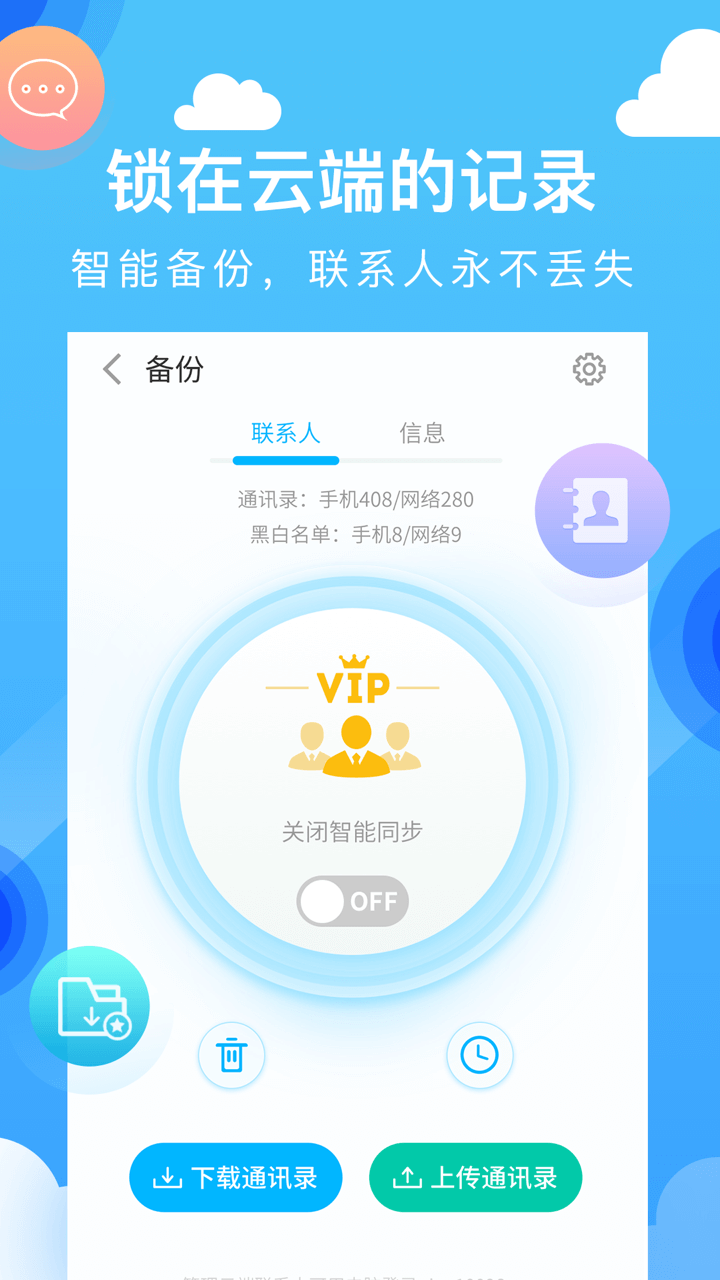 锁在云端的记录
智能备份，联系人永不丢失
备份
联系人 信息
通讯录：手机408/网络280
黑白名单：手机8/网络9
VIP
关闭智能同步
OFF
下载通讯录 上传通讯录